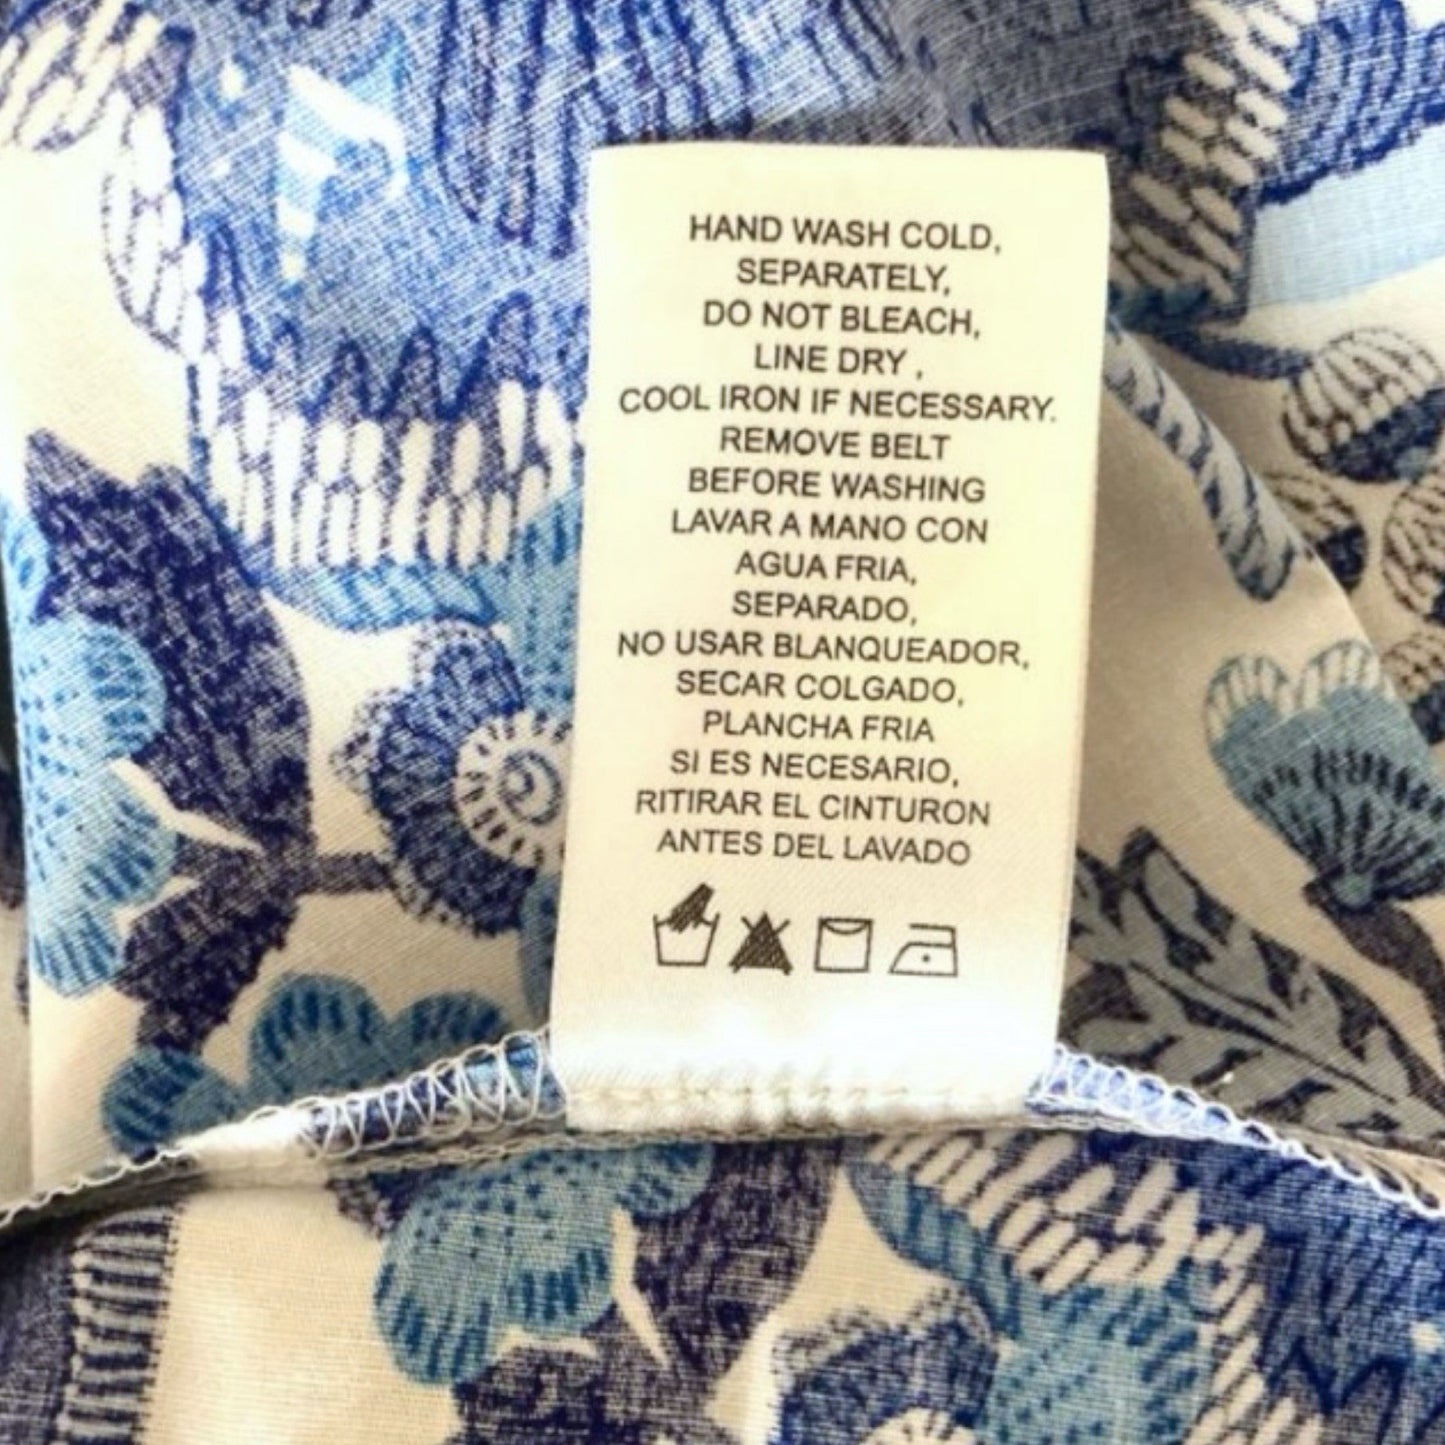 HAND WASH COLD,
SEPARATELY,
DO NOT BLEACH,
LINE DRY ,
COOL IRON IF NECESSARY.
REMOVE BELT
BEFORE WASHING
LAVAR A MANO CON
AGUA FRIA,
SEPARADO,
NO USAR BLANQUEADOR,
SECAR COLGADO,
PLANCHA FRIA
SI ES NECESARIO,
RITIRAR EL CINTURON
ANTES DEL LAVADO